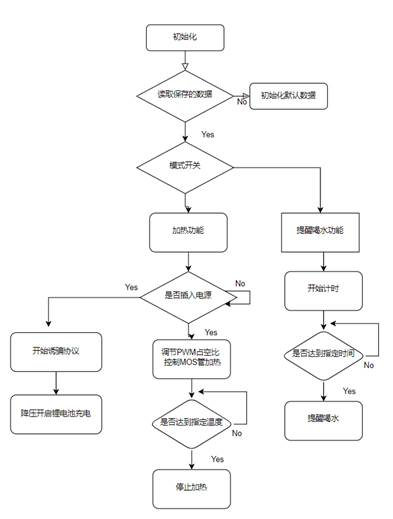 初始化
读取保存的数据
No
初始化默认数据
Yes
模式开关
加热功能
提醒喝水功能
Yes
是否插入电源
No
开始计时
Yes
开始诱骗协议
调节PWM占空比
控制MOS管加热
是否达到指定时间
No
降压开启锂电池充电
是否达到指定温度
No
Yes
提醒喝水
Yes
停止加热